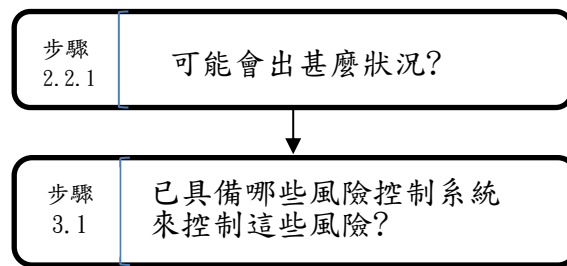 步驟
2.2.1
可能會出甚麼狀況?
步驟
3.1
已具備哪些風險控制系統
來控制這些風險?